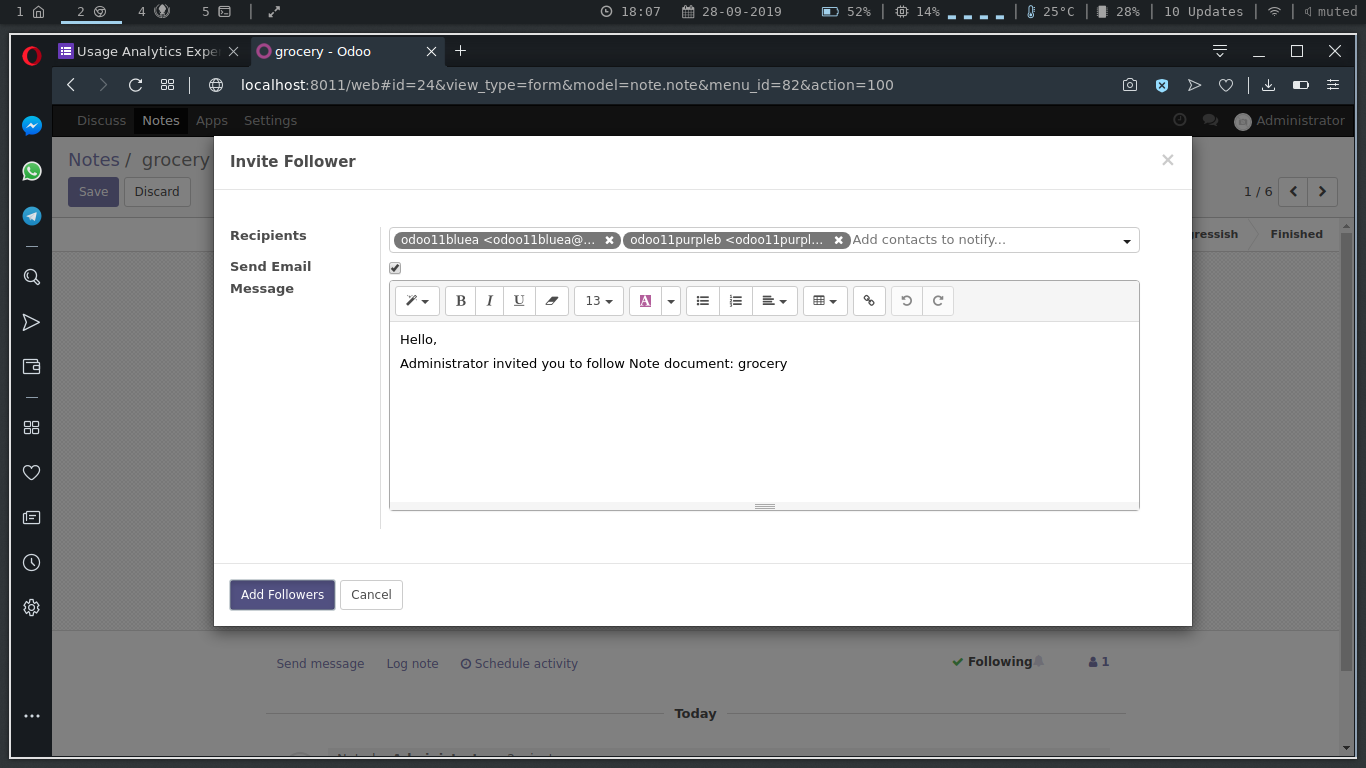 1 2 4 5 18:07 28-09-2019 52% 14% 25°C 28% 10 Updates muted
Usage Analytics Expe
grocery - Odoo
localhost:8011/web#id=24&view_type=form&model=note.note&menu_id=82&action=100
Discuss Notes Apps Settings Administrator
Notes / grocery
Save Discard 1 / 6
gressish Finished
Invite Follower ×
Recipients odoo11bluea <odoo11bluea@... odoo11purpleb <odoo11purpl... Add contacts to notify...
Send Email
Message
B I U 13 A
Hello,
Administrator invited you to follow Note document: grocery
Add Followers Cancel
Send message Log note Schedule activity Following 1
Today